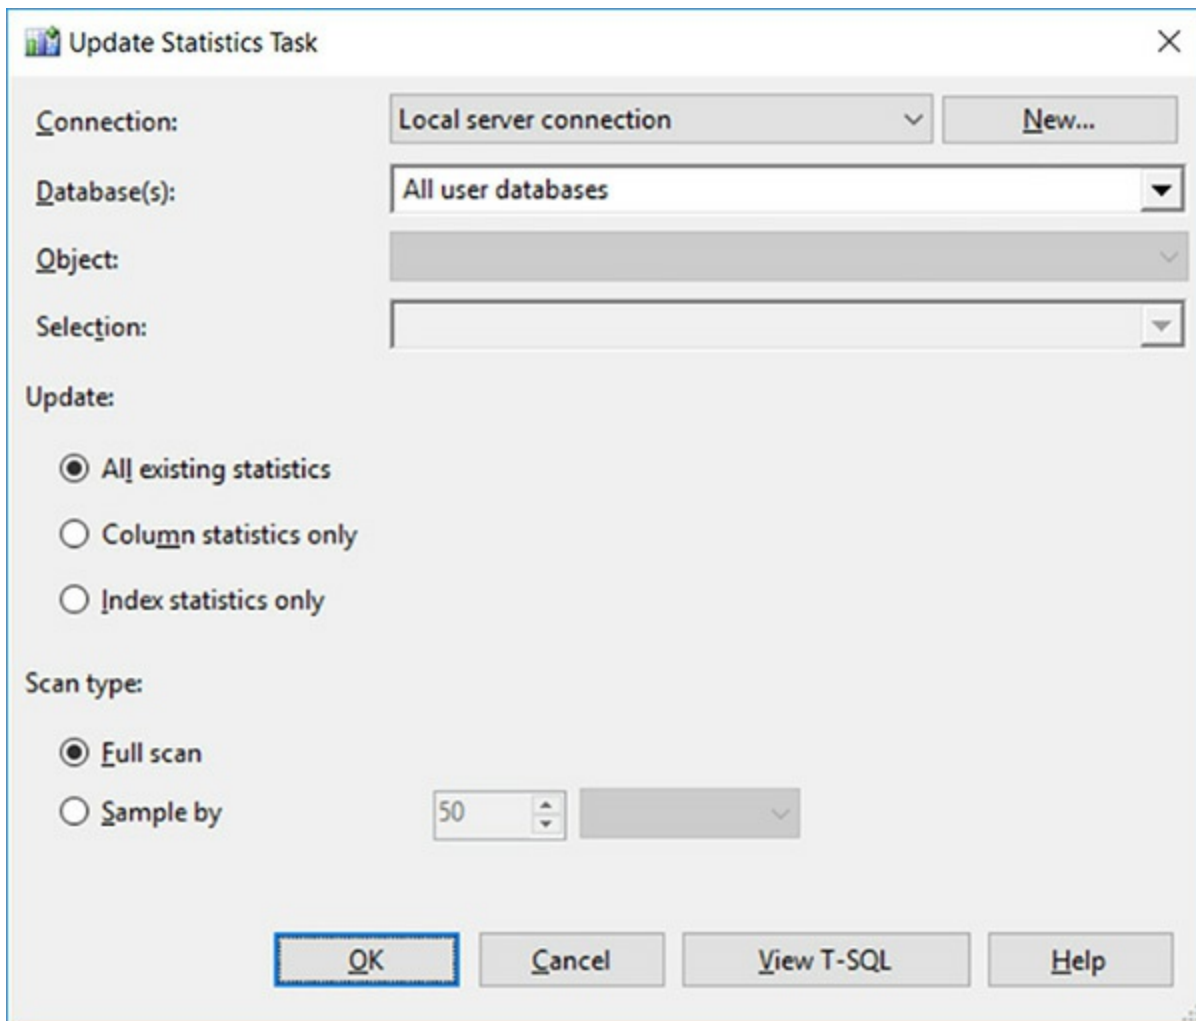 Update Statistics Task
Connection: Local server connection New...
Database(s): All user databases
Object:
Selection:
Update:
All existing statistics
Column statistics only
Index statistics only
Scan type:
Full scan
Sample by 50
OK Cancel View T-SQL Help